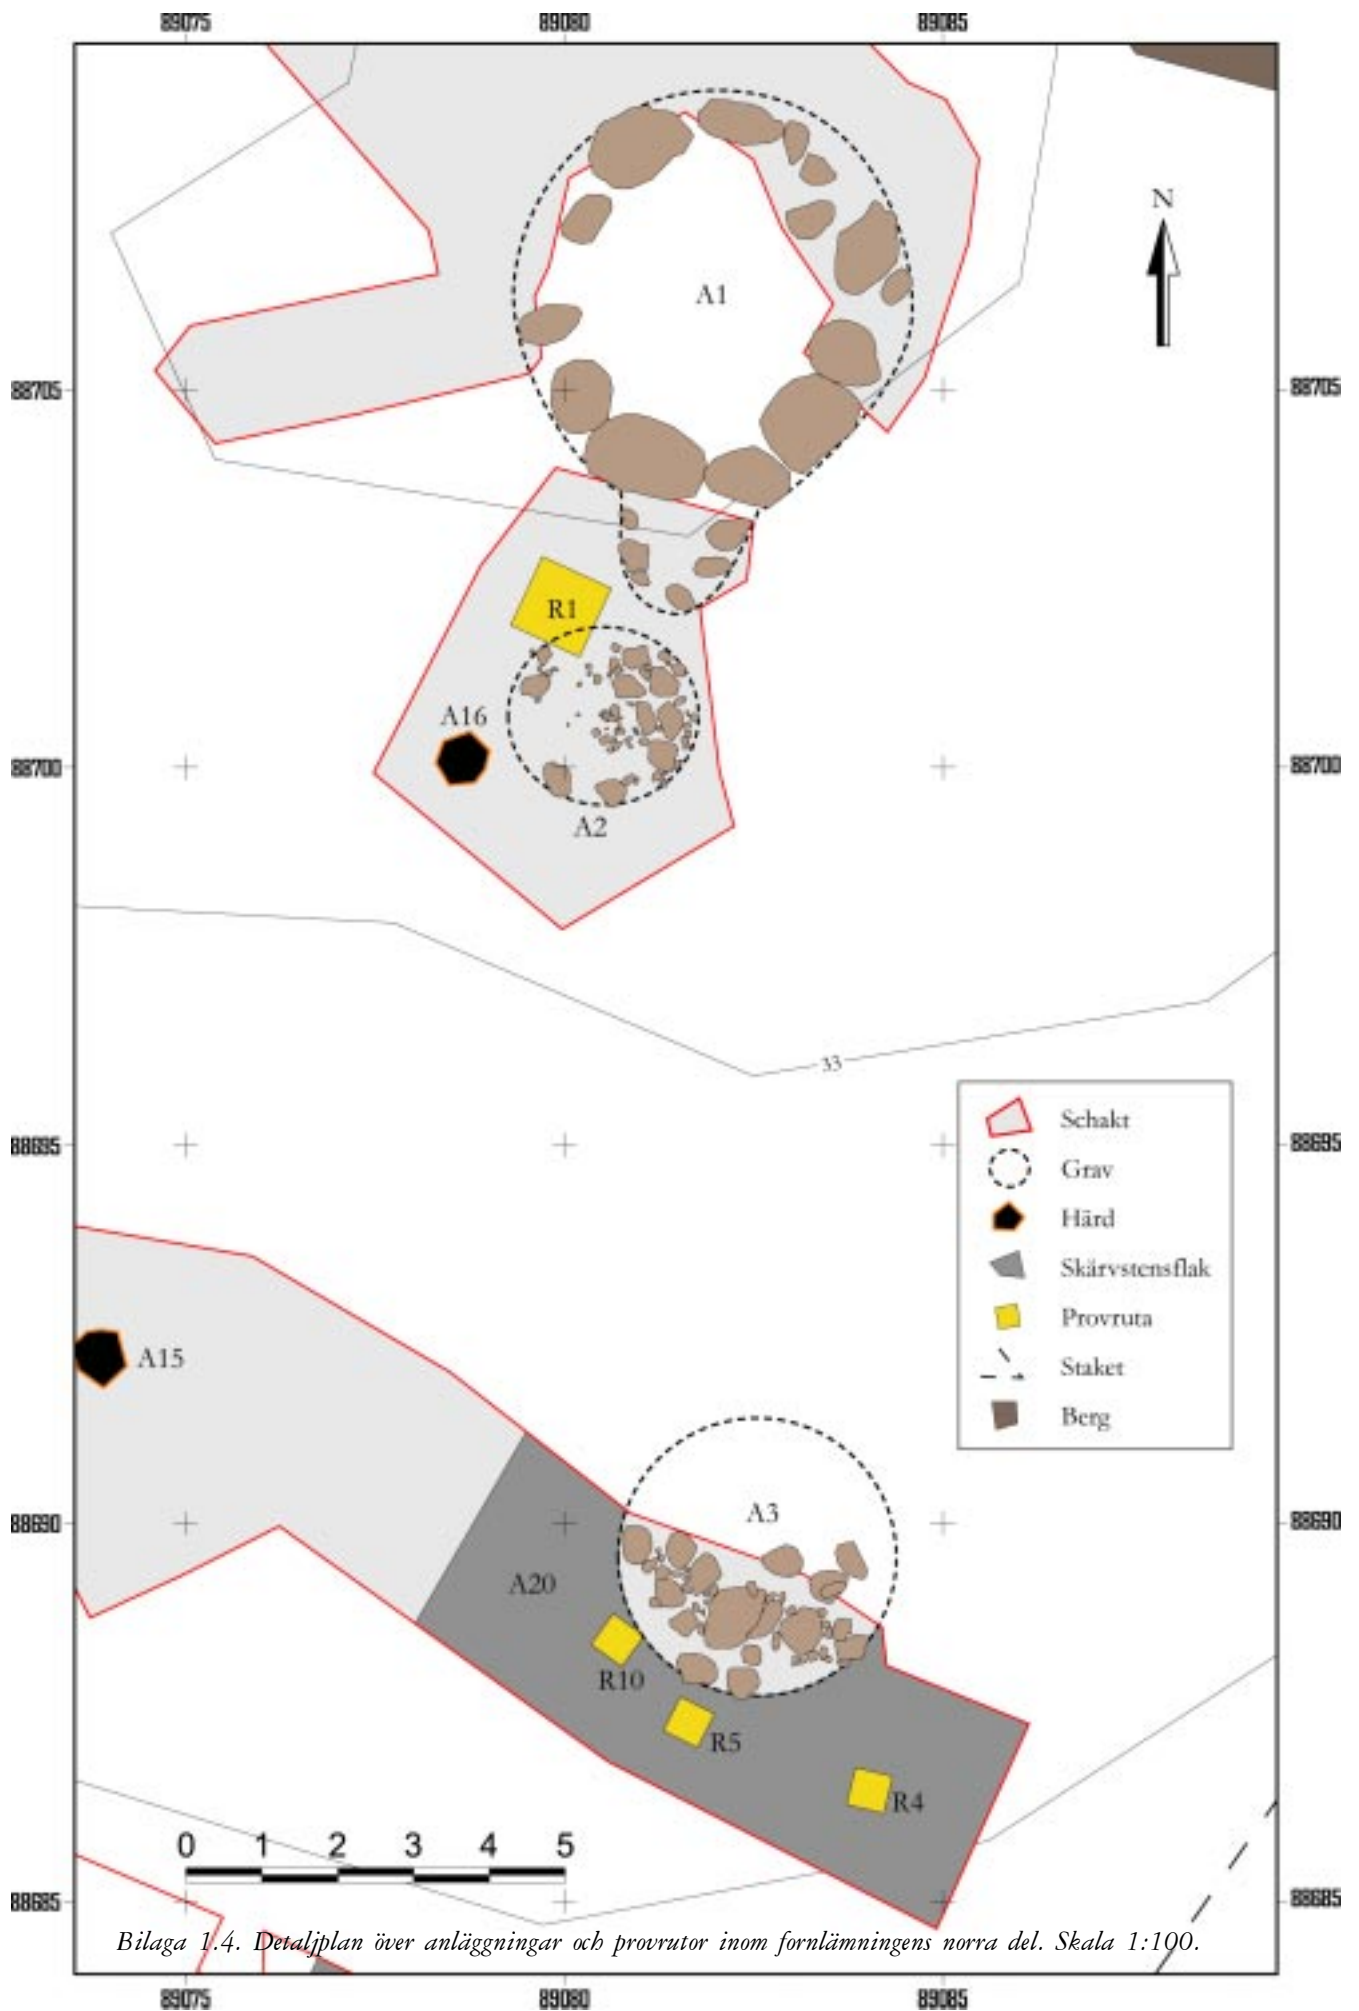 89075 89080 89085
N
A1
88705 88705
R1
A16
88700 88700
A2
33
88695 88695
Schakt
Grav
Härd
Skärvstensflak
Provruta
Staket
Berg
A15
A3
88690 88690
A20
R10
R5
R4
0 1 2 3 4 5
88685 88685
Bilaga 1.4. Detaljplan över anläggningar och provrutor inom fornlämningens norra del. Skala 1:100.
89075 89080 89085